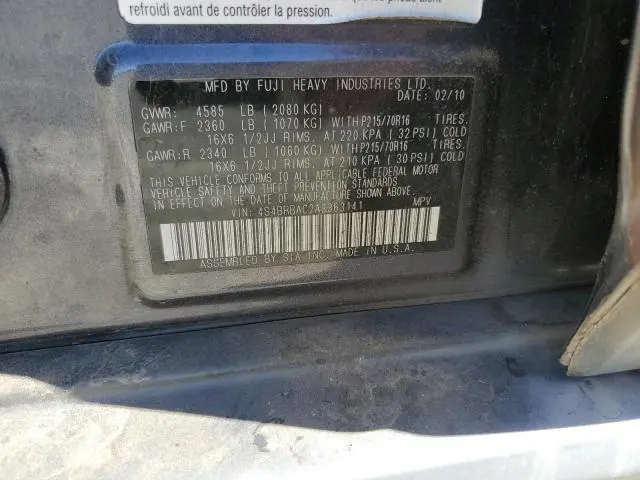 refroidi avant de contrôler la pression.
MFD BY FUJI HEAVY INDUSTRIES LTD.
DATE: 02/10
GVWR: 4585 LB ( 2080 KG)
GAWR:F 2360 LB ( 1070 KG) WITH P215/70R16 TIRES.
16X6 1/2JJ RIMS. AT 220 KPA ( 32 PSI) COLD
GAWR:R 2340 LB ( 1060 KG) WITH P215/70R16 TIRES.
16X6 1/2JJ RIMS. AT 210 KPA ( 30 PSI) COLD
THIS VEHICLE CONFORMS TO ALL APPLICABLE FEDERAL MOTOR
VEHICLE SAFETY AND THEFT PREVENTION STANDARDS
IN EFFECT ON THE DATE OF MANUFACTURE SHOWN ABOVE.
VIN: 4S4BRBAC2A3363141 MPV
ASSEMBLED BY SIA INC. MADE IN U.S.A.